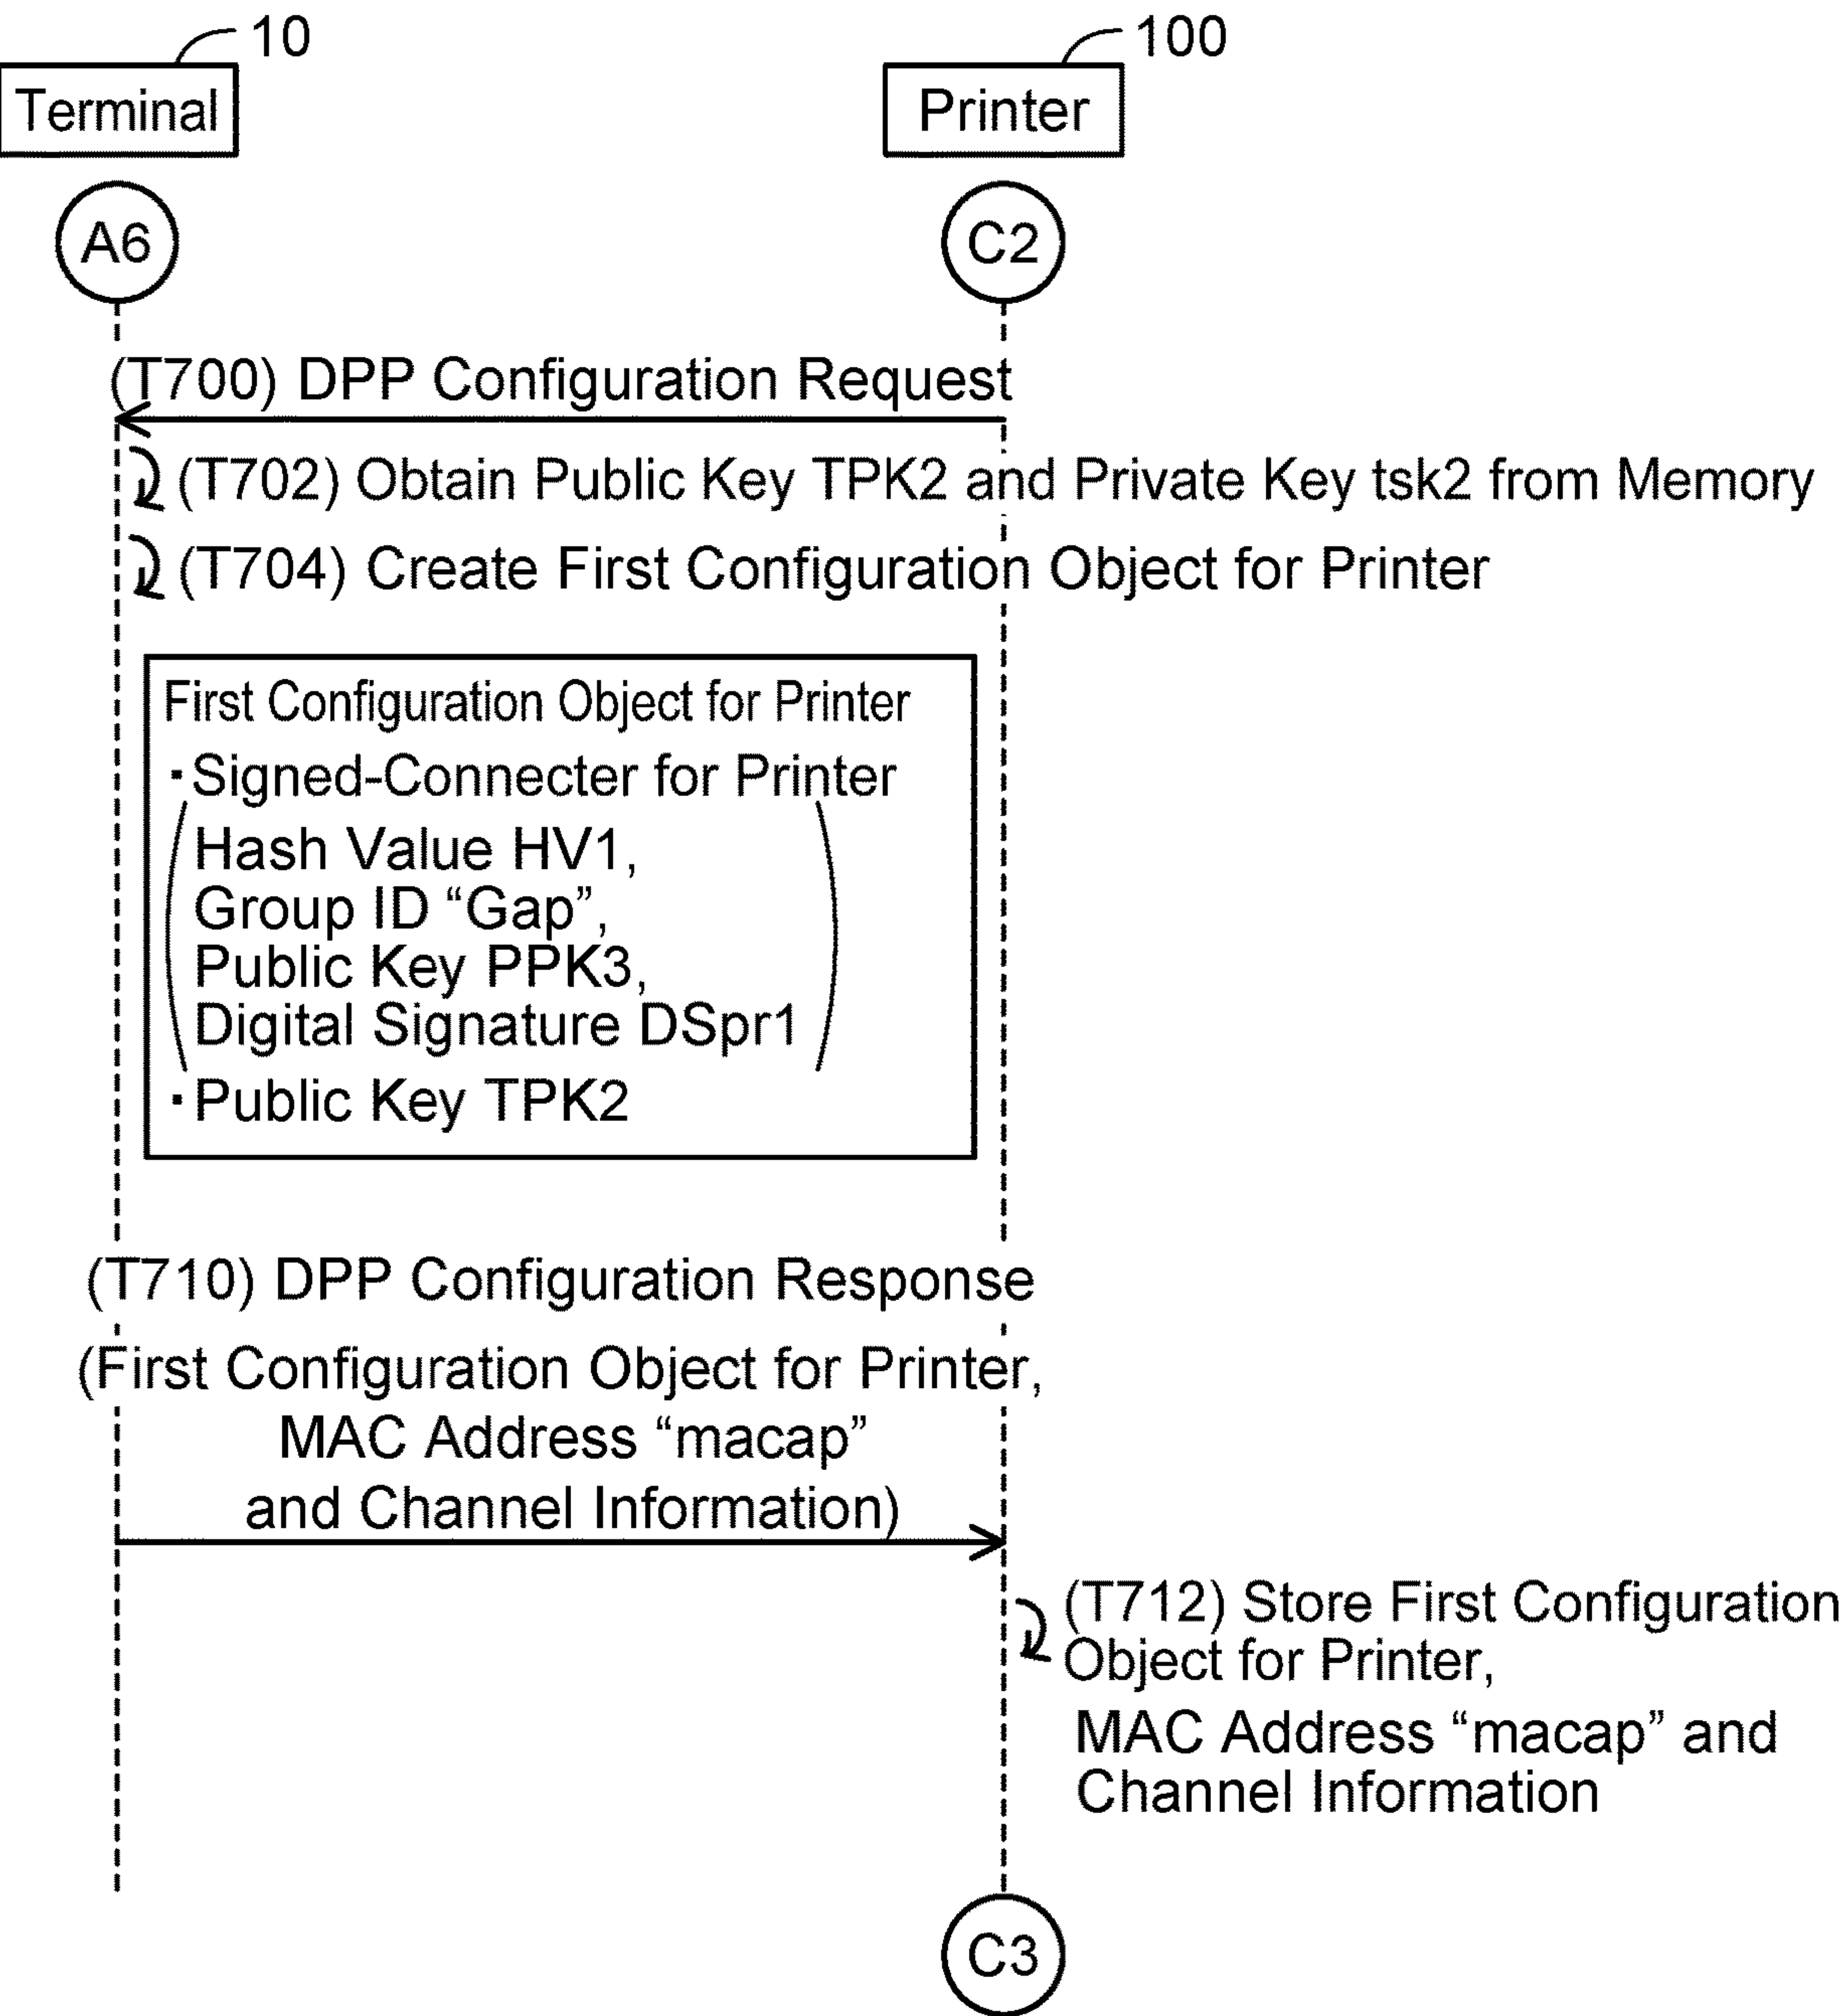 10
100
Terminal
Printer
A6
C2
(T700) DPP Configuration Request
(T702) Obtain Public Key TPK2 and Private Key tsk2 from Memory
(T704) Create First Configuration Object for Printer
First Configuration Object for Printer
・Signed-Connecter for Printer
Hash Value HV1,
Group ID “Gap”,
Public Key PPK3,
Digital Signature DSpr1
・Public Key TPK2
(T710) DPP Configuration Response
(First Configuration Object for Printer,
MAC Address “macap”
and Channel Information)
(T712) Store First Configuration
Object for Printer,
MAC Address “macap” and
Channel Information
C3